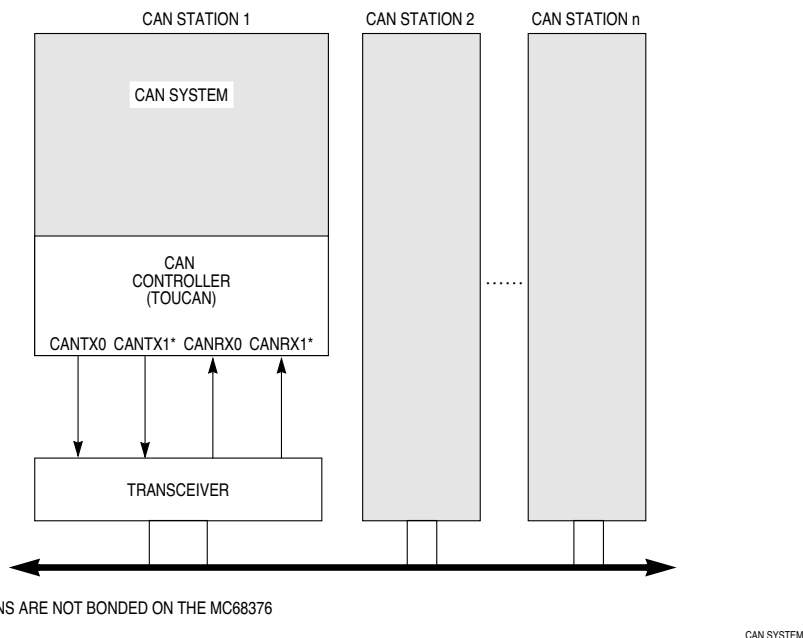 CAN STATION 1 CAN STATION 2 CAN STATION n
CAN SYSTEM
CAN
CONTROLLER
(TOUCAN)
......
CANTX0 CANTX1* CANRX0 CANRX1*
TRANSCEIVER
ARE NOT BONDED ON THE MC68376
CAN SYSTEM